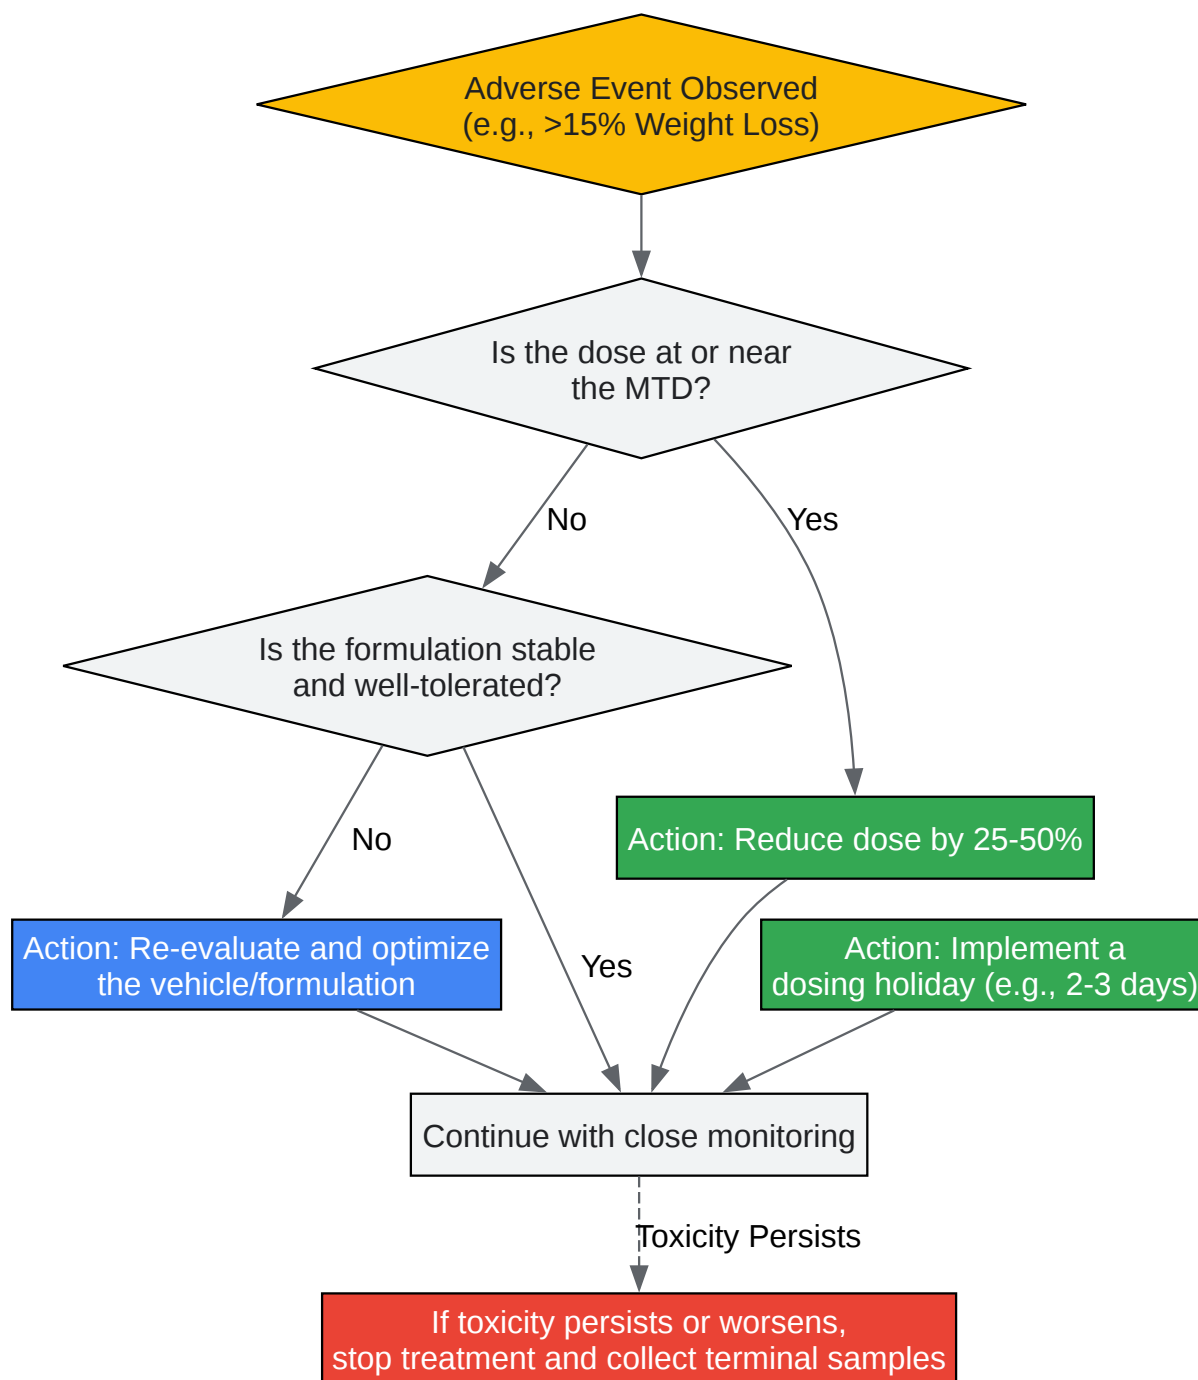 Adverse Event Observed
(e.g., >15% Weight Loss)
Is the dose at or near
the MTD?
No
Yes
Is the formulation stable
and well-tolerated?
No
Action: Reduce dose by 25-50%
Action: Re-evaluate and optimize
the vehicle/formulation
Yes
Action: Implement a
dosing holiday (e.g., 2-3 days)
Continue with close monitoring
Toxicity Persists
If toxicity persists or worsens,
stop treatment and collect terminal samples